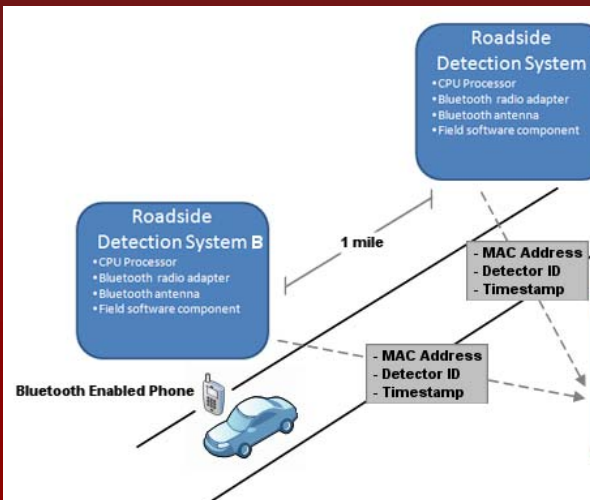 Roadside
Detection System
• CPU Processor
• Bluetooth radio adapter
• Bluetooth antenna
• Field software component
Roadside
Detection System B
• CPU Processor
• Bluetooth radio adapter
• Bluetooth antenna
• Field software component
1 mile
- MAC Address
- Detector ID
- Timestamp
- MAC Address
- Detector ID
- Timestamp
Bluetooth Enabled Phone